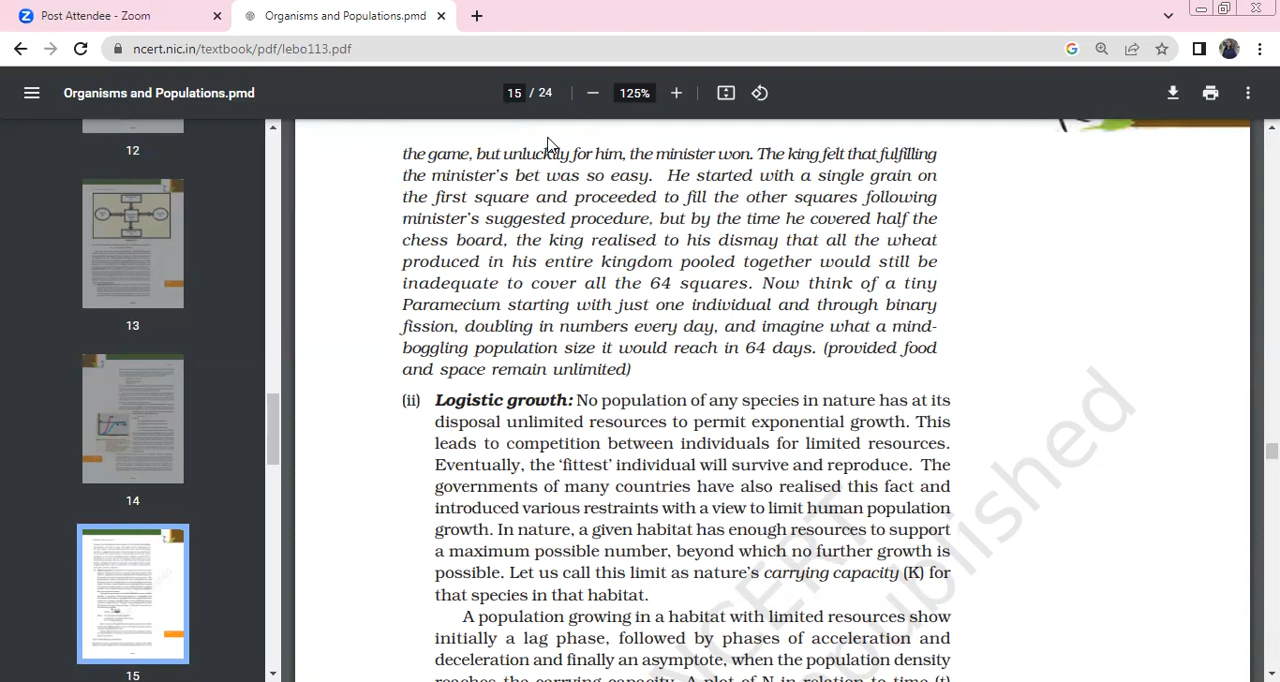 Post Attendee - Zoom
Organisms and Populations.pmd
ncert.nic.in/textbook/pdf/lebo113.pdf
Organisms and Populations.pmd
15 / 24
125%
12
13
14
15
the game, but unluckily for him, the minister won. The king felt that fulfilling
the minister's bet was so easy. He started with a single grain on
the first square and proceeded to fill the other squares following
minister's suggested procedure, but by the time he covered half the
chess board, the king realised to his dismay that all the wheat
produced in his entire kingdom pooled together would still be
inadequate to cover all the 64 squares. Now think of a tiny
Paramecium starting with just one individual and through binary
fission, doubling in numbers every day, and imagine what a mind-
boggling population size it would reach in 64 days. (provided food
and space remain unlimited)
(ii) Logistic growth: No population of any species in nature has at its
disposal unlimited resources to permit exponential growth. This
leads to competition between individuals for limited resources.
Eventually, the 'fittest' individual will survive and reproduce. The
governments of many countries have also realised this fact and
introduced various restraints with a view to limit human population
growth. In nature, a given habitat has enough resources to support
a maximum possible number, beyond which no further growth is
possible. Let us call this limit as nature's carrying capacity (K) for
that species in that habitat.
A population growing in a habitat with limited resources show
initially a lag phase, followed by phases of acceleration and
deceleration and finally an asymptote, when the population density
reaches the carrying capacity. A plot of N in relation to time (t)